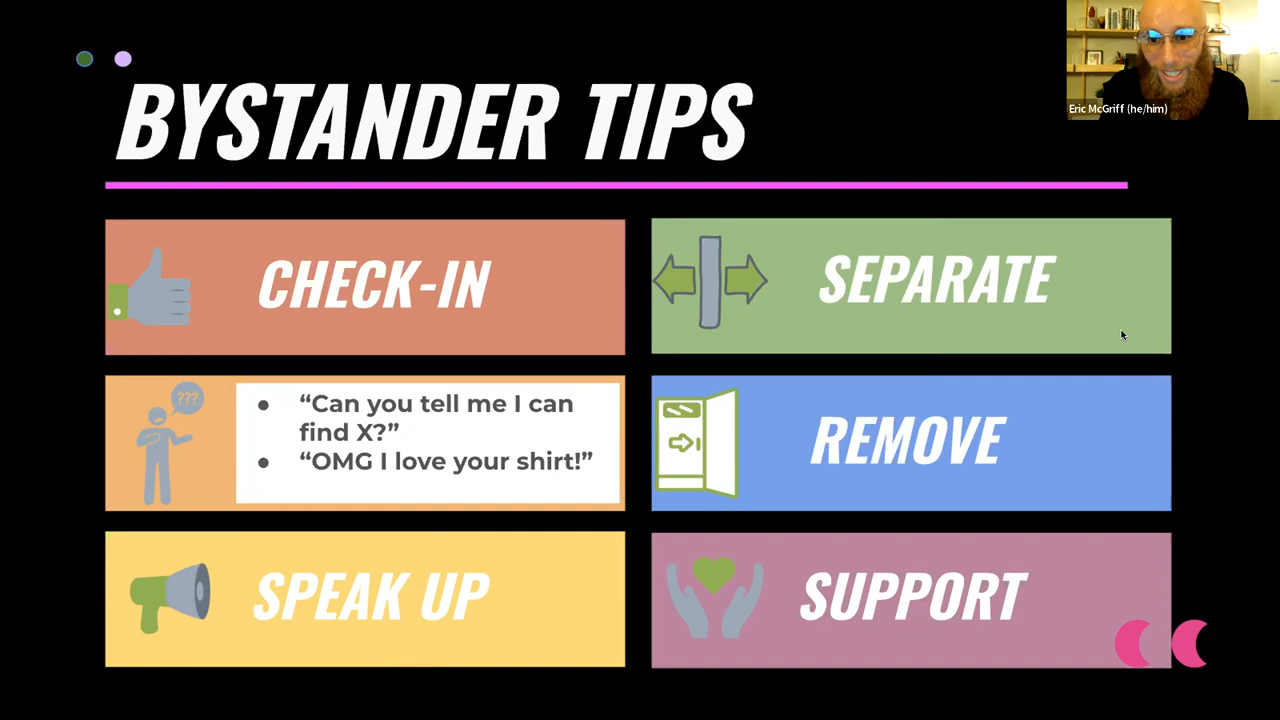 BYSTANDER TIPS
Eric McGriff (he/him)
CHECK-IN
SEPARATE
???
● “Can you tell me I can
find X?”
● “OMG I love your shirt!”
REMOVE
SPEAK UP
SUPPORT